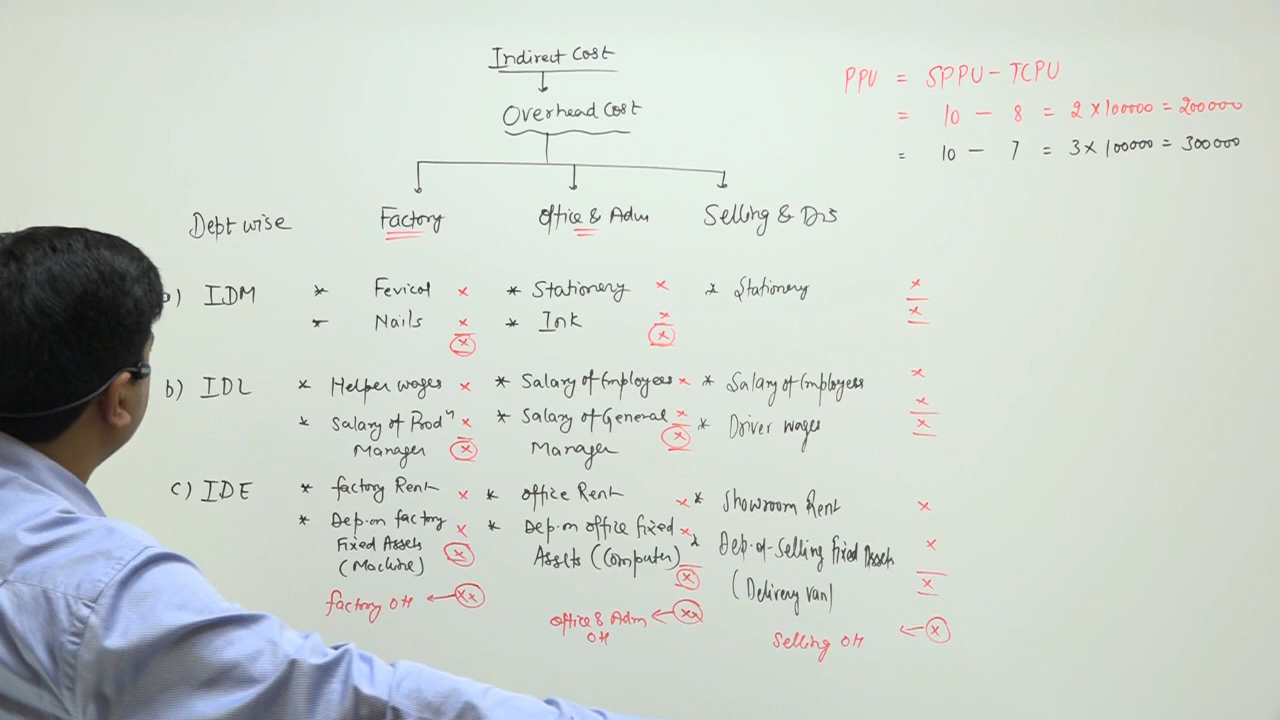 Indirect Cost
Overhead Cost
PPU = SPPU - TCPU
= 10 - 8 = 2 × 100000 = 200000
= 10 - 7 = 3 × 100000 = 300000
Dept wise Factory Office & Adm Selling & Dis
) IDM * Fevicol × * Stationery × * Stationery ×
* Nails × * Ink × ×
× ×
b) IDL * Helper wages × * Salary of Employees × * Salary of Employees ×
* Salary of Prodⁿ × * Salary of General × * Driver wages ×
Manager × Manager × ×
c) IDE * factory Rent × * office Rent × * Showroom Rent ×
* Dep. on factory × * Dep. on office fixed × * Dep. of Selling Fixed Assets ×
Fixed Assets × Assets (Computer) × (Delivery van) ×
(Machine)
factory OH ← ×× office & Adm ← ×× Selling OH ← ×
OH